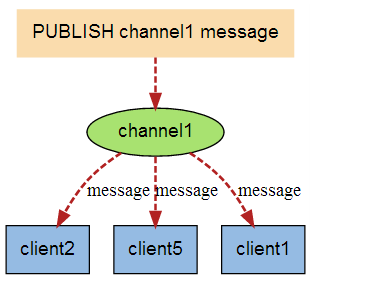 PUBLISH channel1 message
channel1
message message message
client2 client5 client1